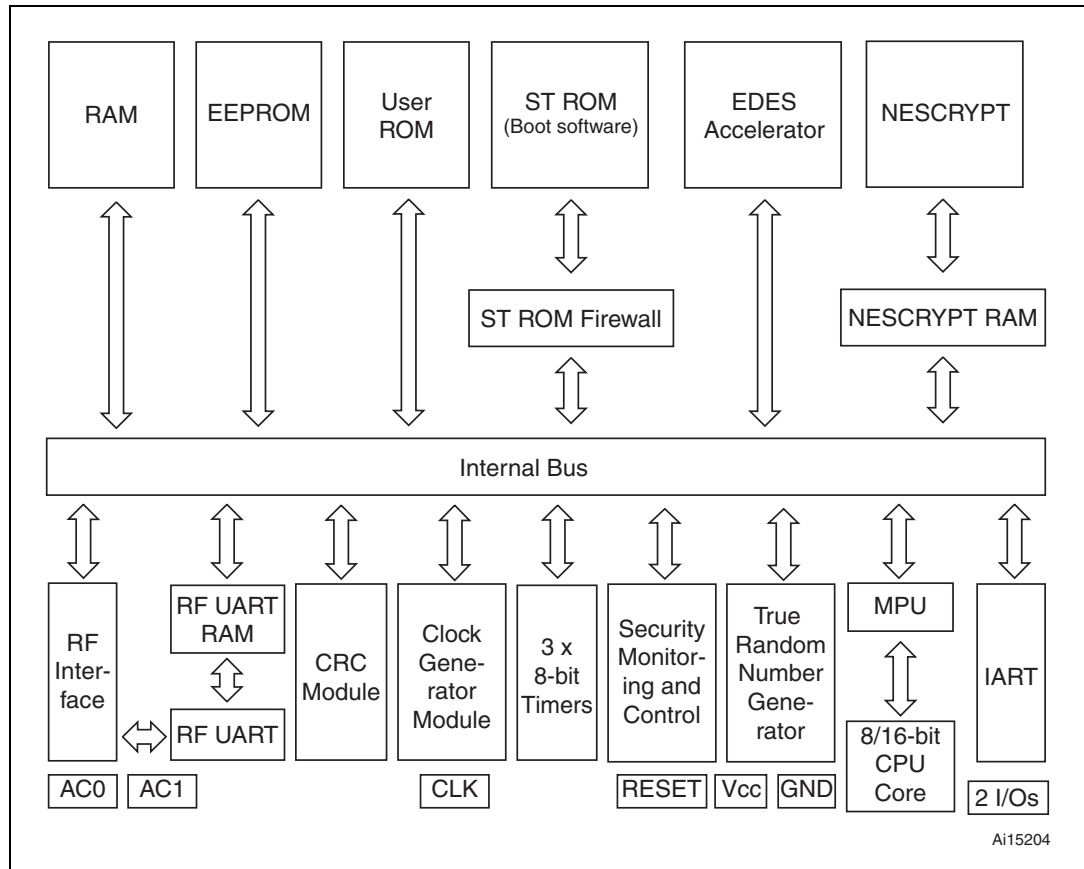 RAM
EEPROM
User
ROM
ST ROM
(Boot software)
EDES
Accelerator
NESCRYPT
ST ROM Firewall
NESCRYPT RAM
Internal Bus
RF
Inter-
face
RF UART
RAM
RF UART
CRC
Module
Clock
Gene-
rator
Module
3 x
8-bit
Timers
Security
Monitor-
ing and
Control
True
Random
Number
Gene-
rator
MPU
8/16-bit
CPU
Core
IART
AC0
AC1
CLK
RESET
Vcc
GND
2 I/Os
Ai15204